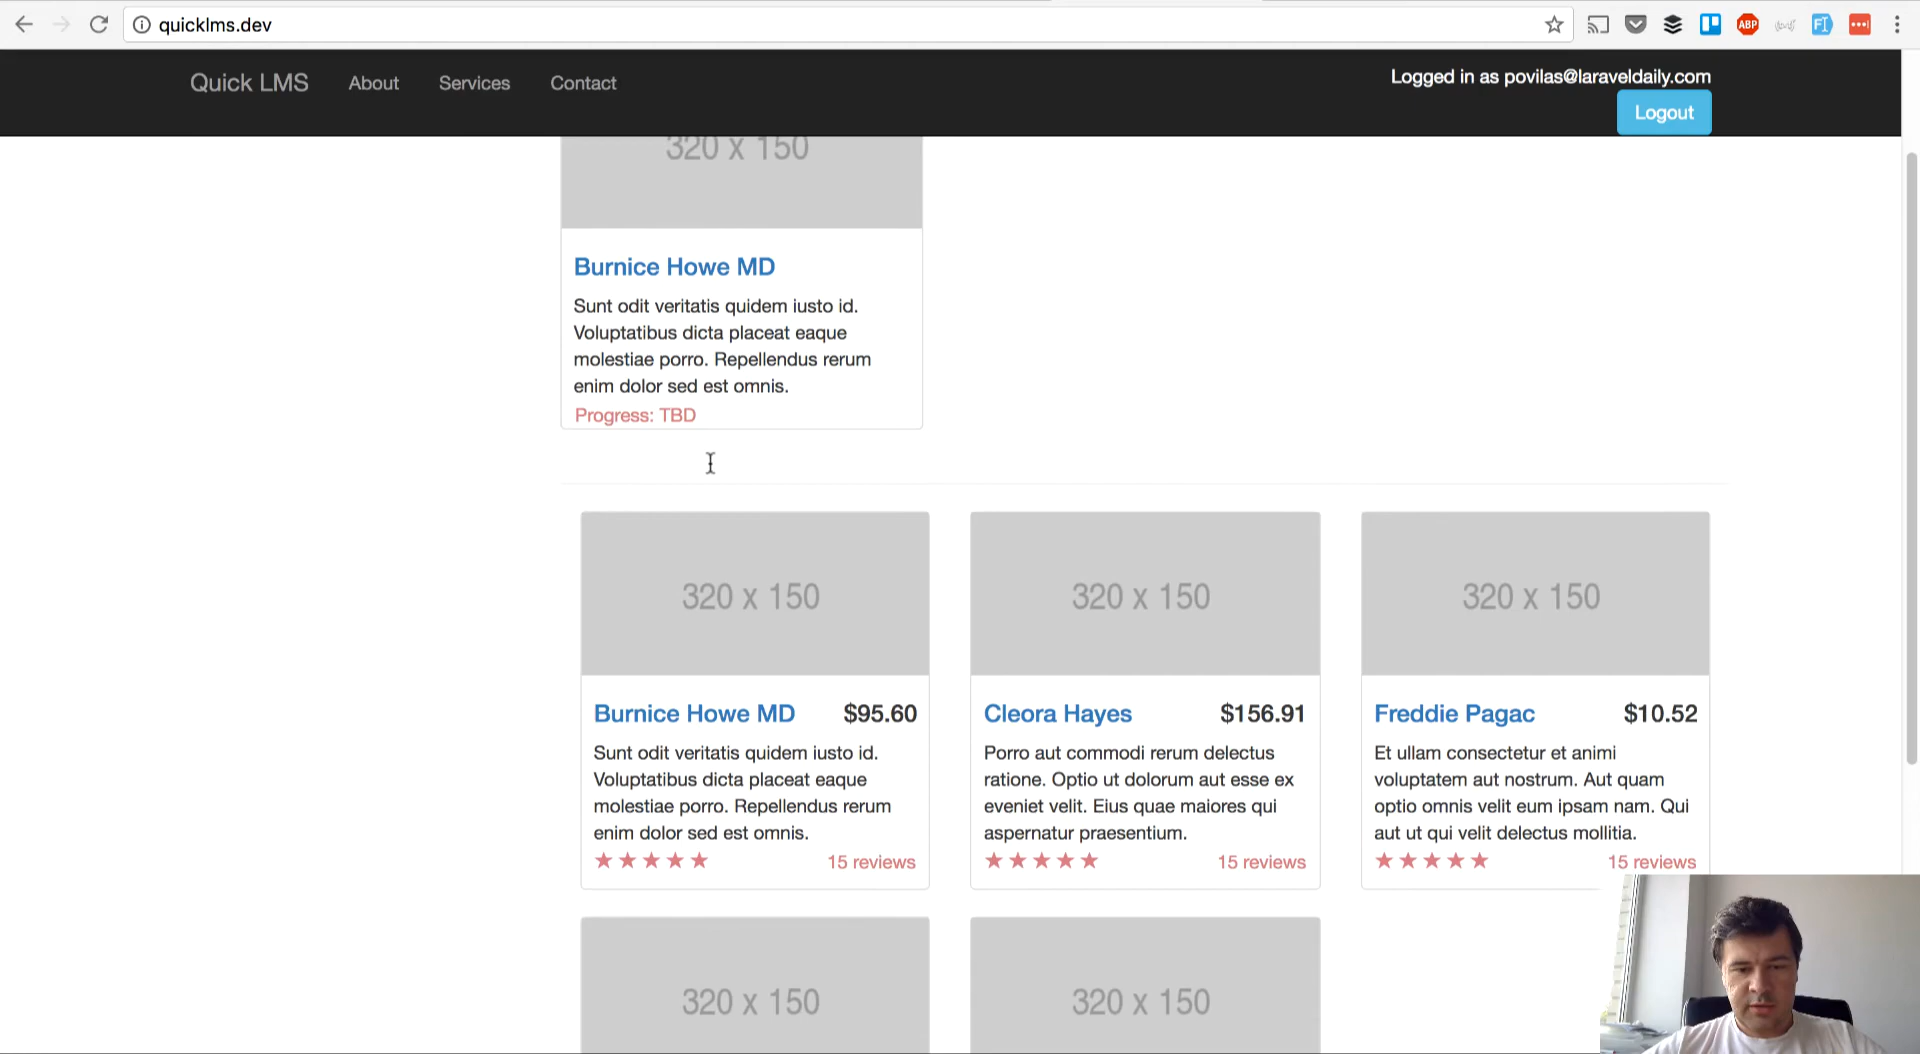 quicklms.dev
ABP
Quick LMS About Services Contact
Logged in as povilas@laraveldaily.com
Logout
320 x 150
Burnice Howe MD
Sunt odit veritatis quidem iusto id.
Voluptatibus dicta placeat eaque
molestiae porro. Repellendus rerum
enim dolor sed est omnis.
Progress: TBD
320 x 150
Burnice Howe MD $95.60
Sunt odit veritatis quidem iusto id.
Voluptatibus dicta placeat eaque
molestiae porro. Repellendus rerum
enim dolor sed est omnis.
★★★★★ 15 reviews
320 x 150
Cleora Hayes $156.91
Porro aut commodi rerum delectus
ratione. Optio ut dolorum aut esse ex
eveniet velit. Eius quae maiores qui
aspernatur praesentium.
★★★★★ 15 reviews
320 x 150
Freddie Pagac $10.52
Et ullam consectetur et animi
voluptatem aut nostrum. Aut quam
optio omnis velit eum ipsam nam. Qui
aut ut qui velit delectus mollitia.
★★★★★ 15 reviews
320 x 150
320 x 150